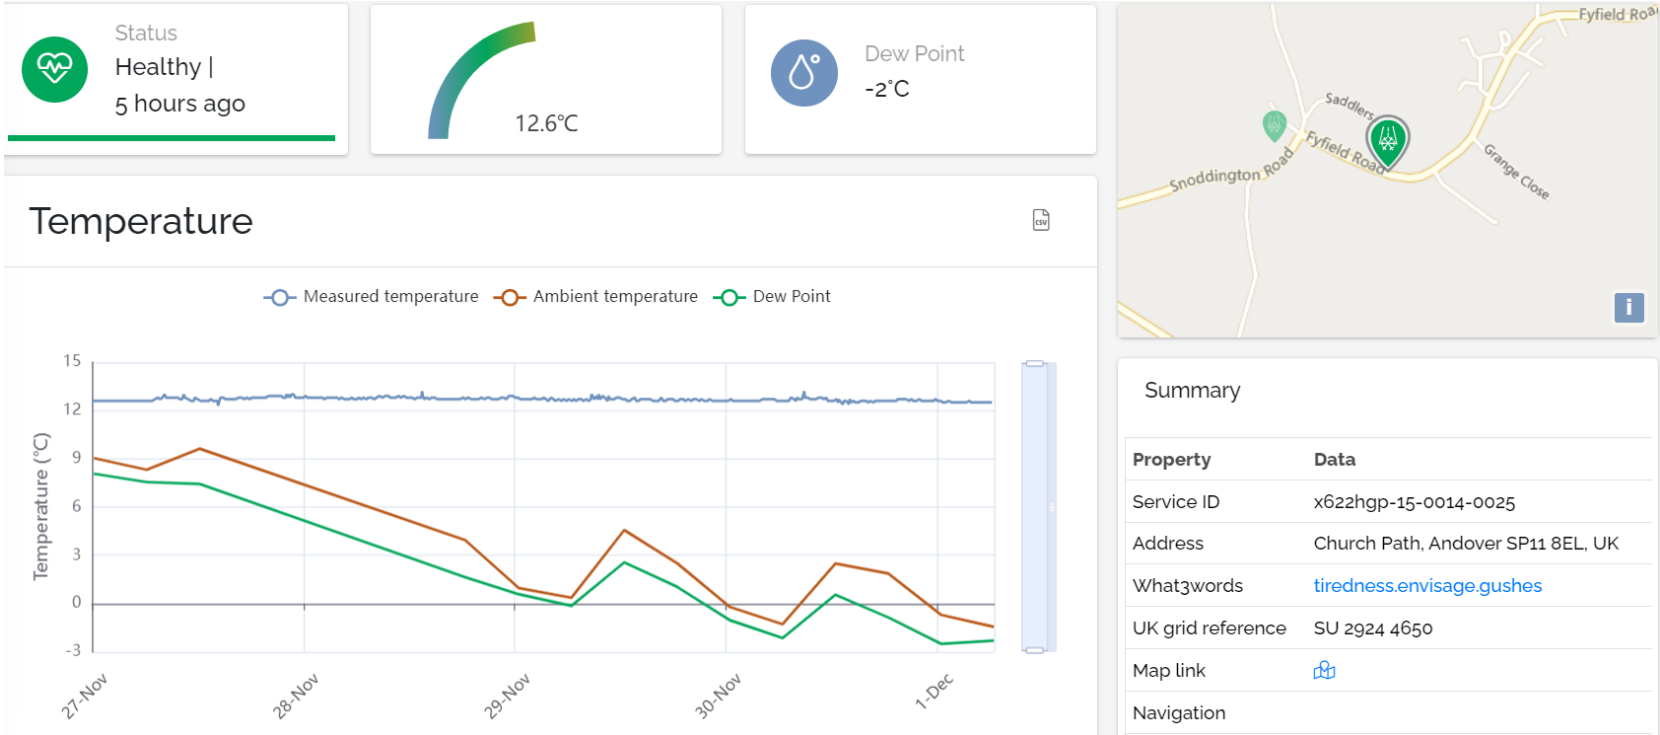 Status
Healthy |
5 hours ago
12.6°C
Dew Point
-2°C
Fyfield Roa
Saddlers
Fyfield Road
Snoddington Road
Grange Close
i
Temperature
CSV
Measured temperature Ambient temperature Dew Point
Temperature (°C)
15
12
9
6
3
0
-3
27-Nov 28-Nov 29-Nov 30-Nov 1-Dec
Summary
Property Data
Service ID x622hgp-15-0014-0025
Address Church Path, Andover SP11 8EL, UK
What3words tiredness.envisage.gushes
UK grid reference SU 2924 4650
Map link
Navigation